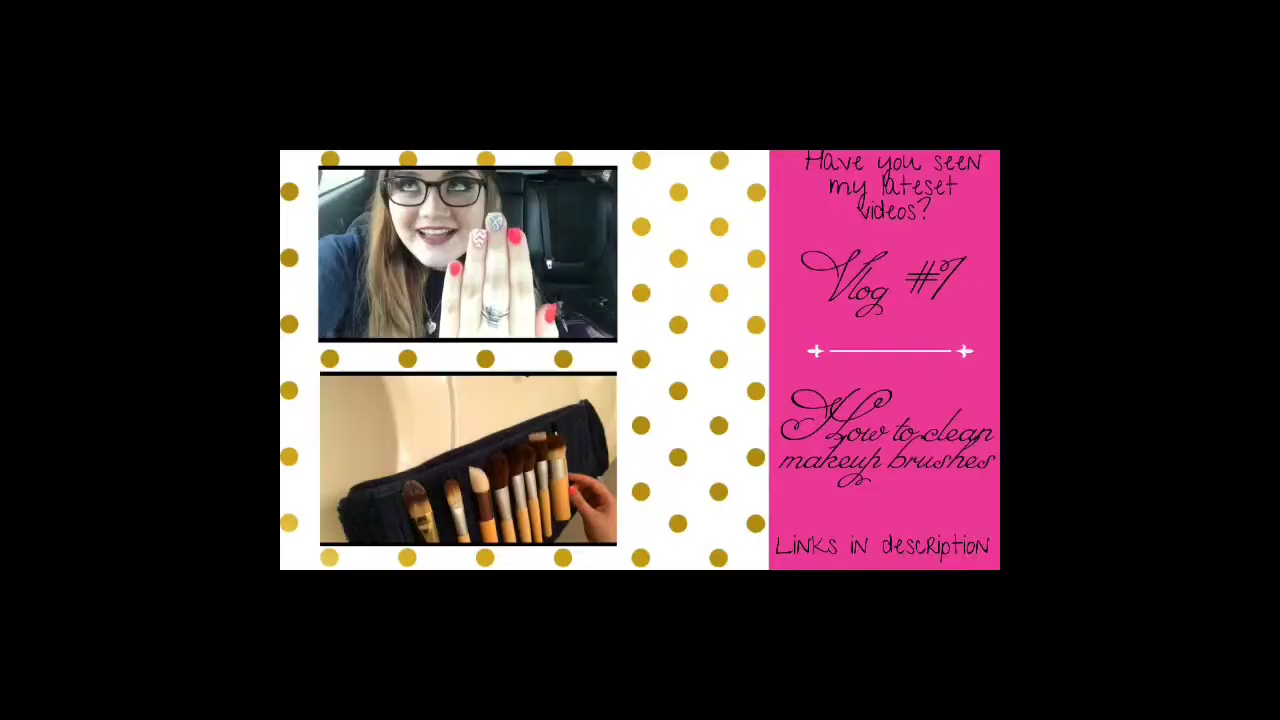 Have you seen
my lateset
videos?
Vlog #7
How to clean
makeup brushes
Links in description